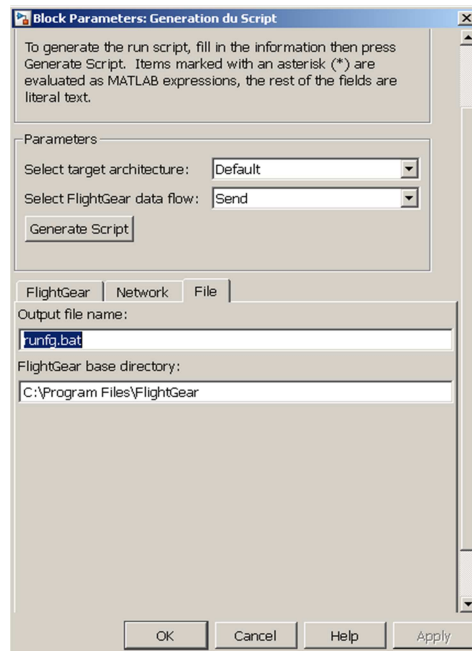 Block Parameters: Generation du Script
To generate the run script, fill in the information then press
Generate Script. Items marked with an asterisk (*) are
evaluated as MATLAB expressions, the rest of the fields are
literal text.
Parameters
Select target architecture: Default
Select FlightGear data flow: Send
Generate Script
FlightGear Network File
Output file name:
runfg.bat
FlightGear base directory:
C:\Program Files\FlightGear
OK Cancel Help Apply